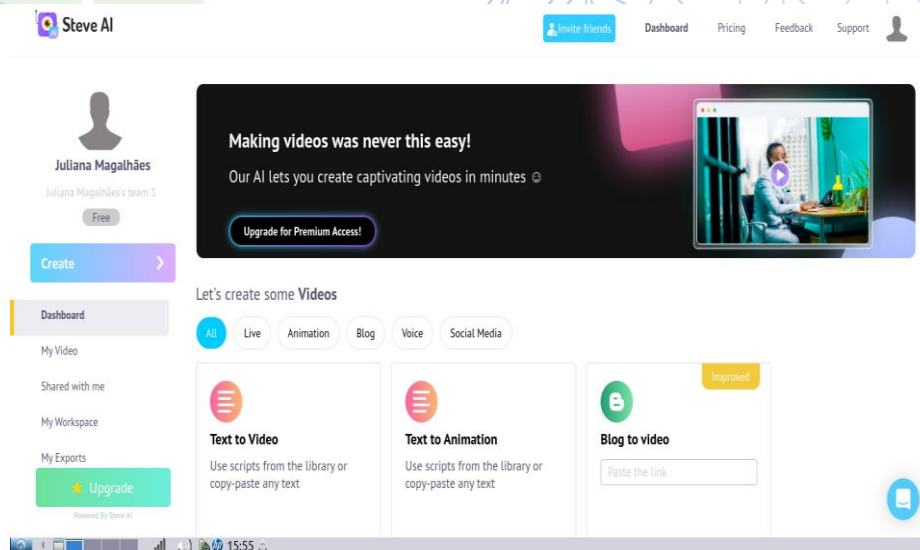 Steve AI
Invite friends
Dashboard
Pricing
Feedback
Support
Juliana Magalhães
Juliana Magalhães's team 1
Free
Create
Dashboard
My Video
Shared with me
My Workspace
My Exports
Upgrade
Powered By Steve AI
Making videos was never this easy!
Our AI lets you create captivating videos in minutes ☺
Upgrade for Premium Access!
Let's create some Videos
All
Live
Animation
Blog
Voice
Social Media
Text to Video
Use scripts from the library or
copy-paste any text
Text to Animation
Use scripts from the library or
copy-paste any text
Improved
Blog to video
Paste the link
15:55